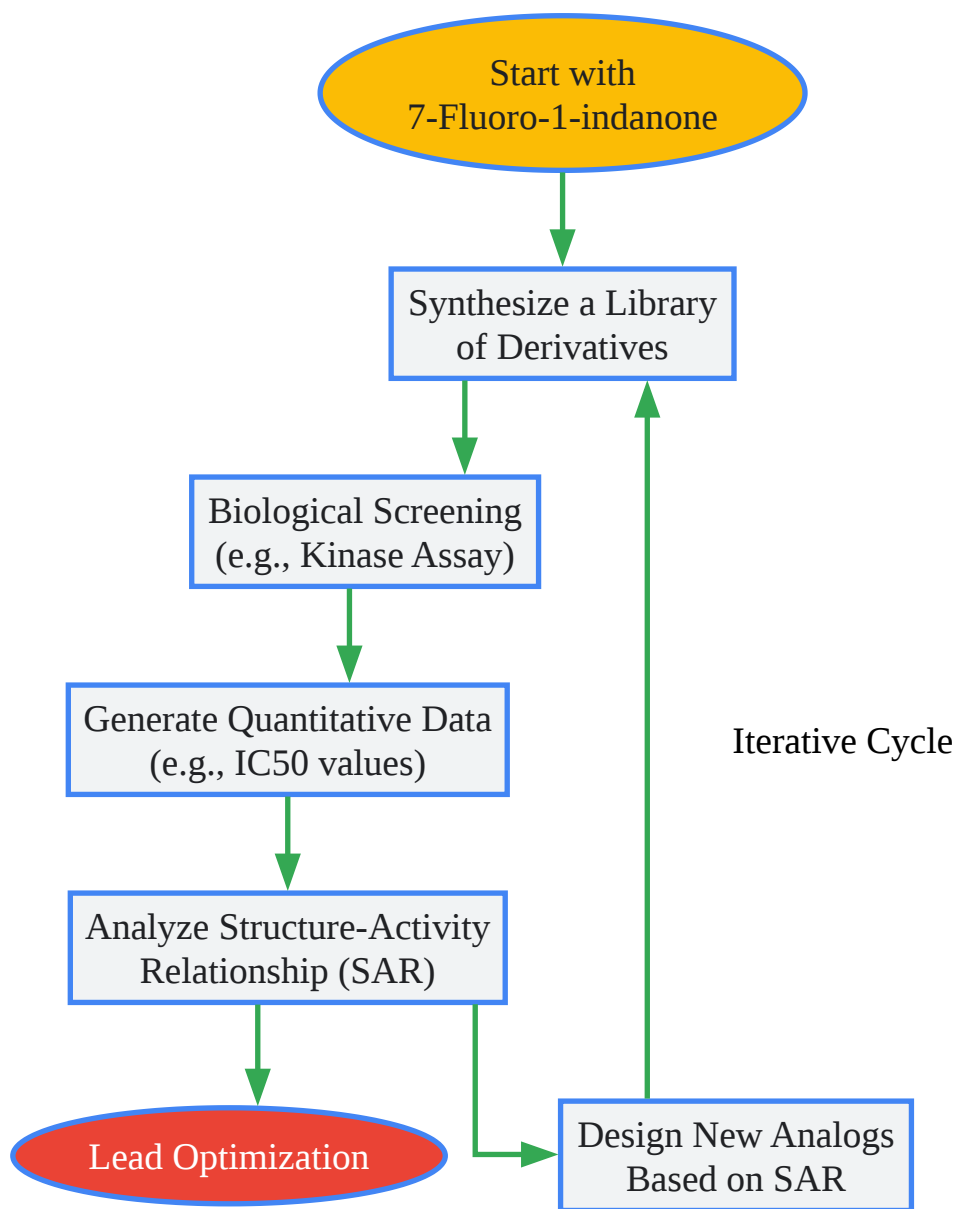 Start with
7-Fluoro-1-indanone
Synthesize a Library
of Derivatives
Biological Screening
(e.g., Kinase Assay)
Generate Quantitative Data
(e.g., IC50 values)
Iterative Cycle
Analyze Structure-Activity
Relationship (SAR)
Lead Optimization
Design New Analogs
Based on SAR